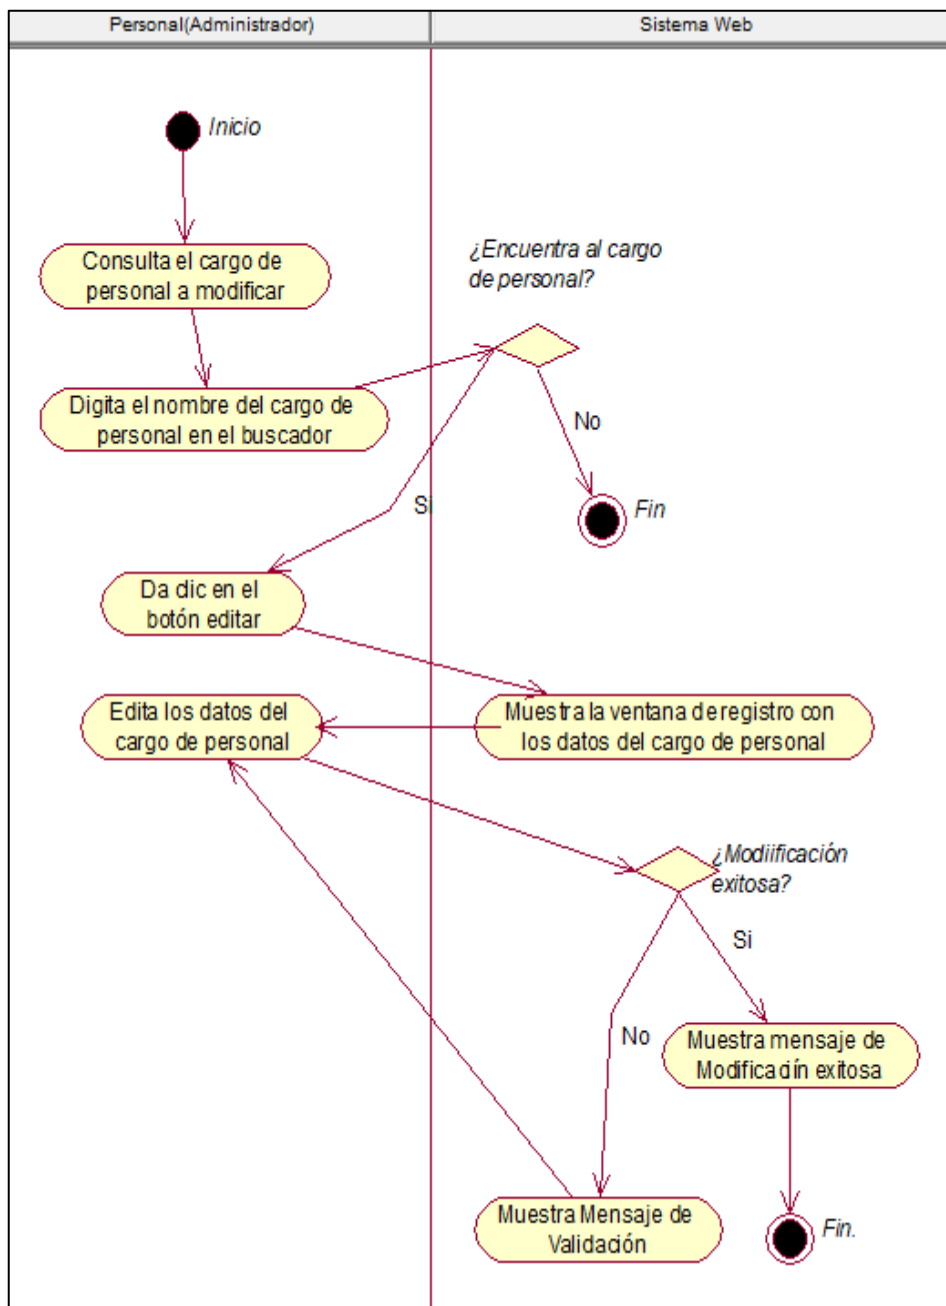 Personal(Administrador)
Sistema Web
Inicio
Consulta el cargo de
personal a modificar
¿Encuentra al cargo
de personal?
Digita el nombre del cargo de
personal en el buscador
No
Si
Fin
Da clic en el
botón editar
Edita los datos del
cargo de personal
Muestra la ventana de registro con
los datos del cargo de personal
¿Modiificación
exitosa?
Si
No
Muestra mensaje de
Modificación exitosa
Muestra Mensaje de
Validación
Fin.